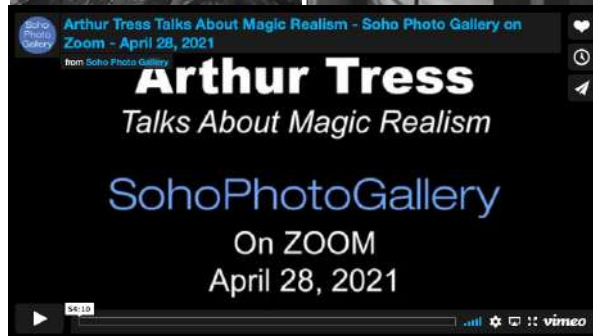 Soho
Photo
Gallery
Arthur Tress Talks About Magic Realism - Soho Photo Gallery on
Zoom - April 28, 2021
from Soho Photo Gallery
Arthur Tress
Talks About Magic Realism
SohoPhotoGallery
On ZOOM
April 28, 2021
54:10
vimeo